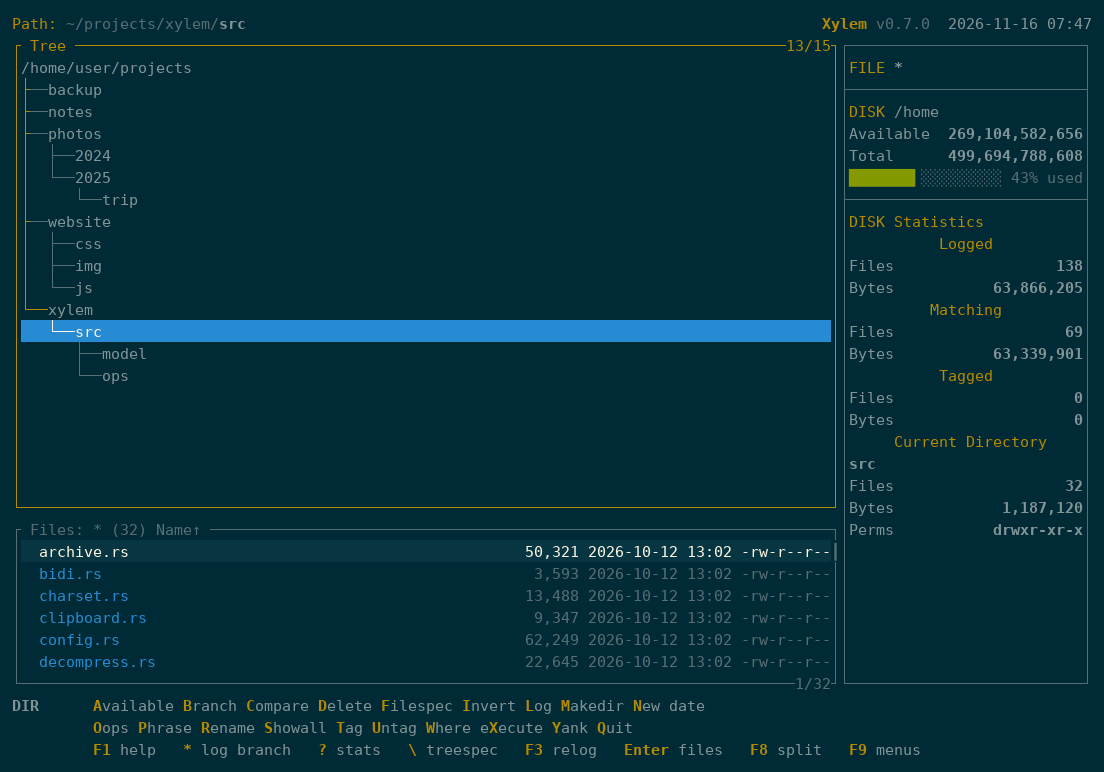 Path: ~/projects/xylem/src Xylem v0.7.0 2026-11-16 07:47
Tree 13/15
/home/user/projects
backup
notes
photos
2024
2025
trip
website
css
img
js
xylem
src
model
ops
FILE *
DISK /home
Available 269,104,582,656
Total 499,694,788,608
43% used
DISK Statistics
Logged
Files 138
Bytes 63,866,205
Matching
Files 69
Bytes 63,339,901
Tagged
Files 0
Bytes 0
Current Directory
src
Files 32
Bytes 1,187,120
Perms drwxr-xr-x
Files: * (32) Name↑
archive.rs 50,321 2026-10-12 13:02 -rw-r--r--
bidi.rs 3,593 2026-10-12 13:02 -rw-r--r--
charset.rs 13,488 2026-10-12 13:02 -rw-r--r--
clipboard.rs 9,347 2026-10-12 13:02 -rw-r--r--
config.rs 62,249 2026-10-12 13:02 -rw-r--r--
decompress.rs 22,645 2026-10-12 13:02 -rw-r--r--
1/32
DIR Available Branch Compare Delete Filespec Invert Log Makedir New date
Oops Phrase Rename Showall Tag Untag Where eXecute Yank Quit
F1 help * log branch ? stats \ treespec F3 relog Enter files F8 split F9 menus